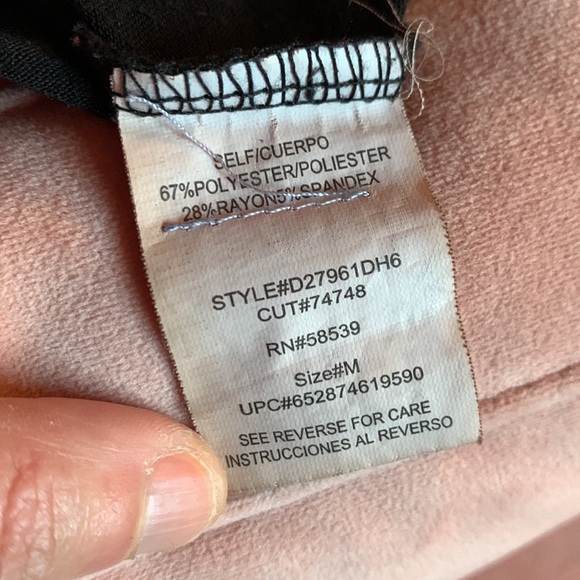 SELF/CUERPO
67%POLYESTER/POLIESTER
28%RAYON5%SPANDEX
STYLE#D27961DH6
CUT#74748
RN#58539
Size#M
UPC#652874619590
SEE REVERSE FOR CARE
INSTRUCCIONES AL REVERSO